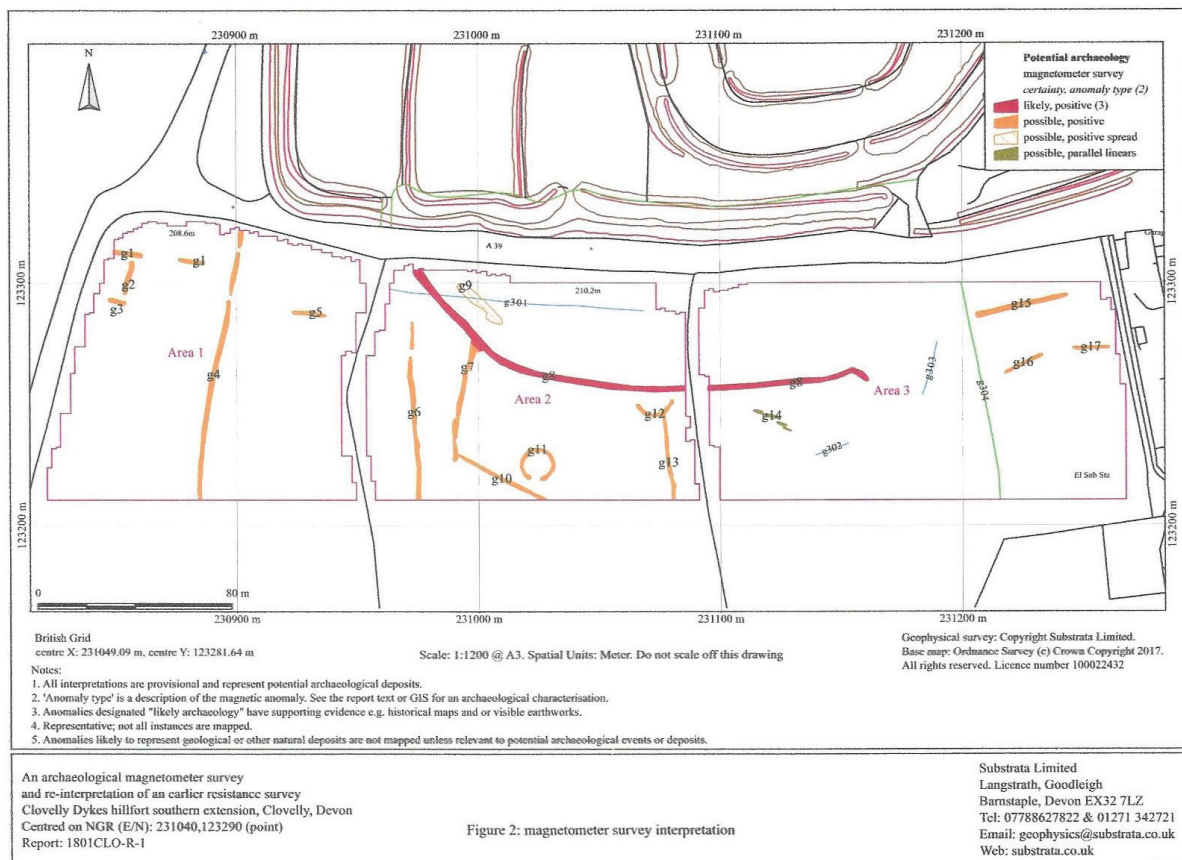 230900 m
231000 m
231100 m
231200 m
N
Potential archaeology
magnetometer survey
certainty, anomaly type (2)
likely, positive (3)
possible, positive
possible, positive spread
possible, parallel linears
A 39
208.6m
210.2m
123300 m
123300 m
g1
g1
g2
g3
g4
g5
Area 1
g6
g7
g8
g9
g301
Area 2
g10
g11
g12
g13
g8
Area 3
g14
g302
g303
g304
g15
g16
g17
El Sub Sta
123200 m
123200 m
0
80 m
230900 m
231000 m
231100 m
231200 m
British Grid
centre X: 231049.09 m, centre Y: 123281.64 m
Scale: 1:1200 @ A3. Spatial Units: Meter. Do not scale off this drawing
Geophysical survey: Copyright Substrata Limited.
Base map: Ordnance Survey (c) Crown Copyright 2017.
All rights reserved. Licence number 100022432
Notes:
1. All interpretations are provisional and represent potential archaeological deposits.
2. 'Anomaly type' is a description of the magnetic anomaly. See the report text or GIS for an archaeological characterisation.
3. Anomalies designated "likely archaeology" have supporting evidence e.g. historical maps and or visible earthworks.
4. Representative; not all instances are mapped.
5. Anomalies likely to represent geological or other natural deposits are not mapped unless relevant to potential archaeological events or deposits.
An archaeological magnetometer survey
and re-interpretation of an earlier resistance survey
Clovelly Dykes hillfort southern extension, Clovelly, Devon
Centred on NGR (E/N): 231040,123290 (point)
Report: 1801CLO-R-1
Figure 2: magnetometer survey interpretation
Substrata Limited
Langstrath, Goodleigh
Barnstaple, Devon EX32 7LZ
Tel: 07788627822 & 01271 342721
Email: geophysics@substrata.co.uk
Web: substrata.co.uk